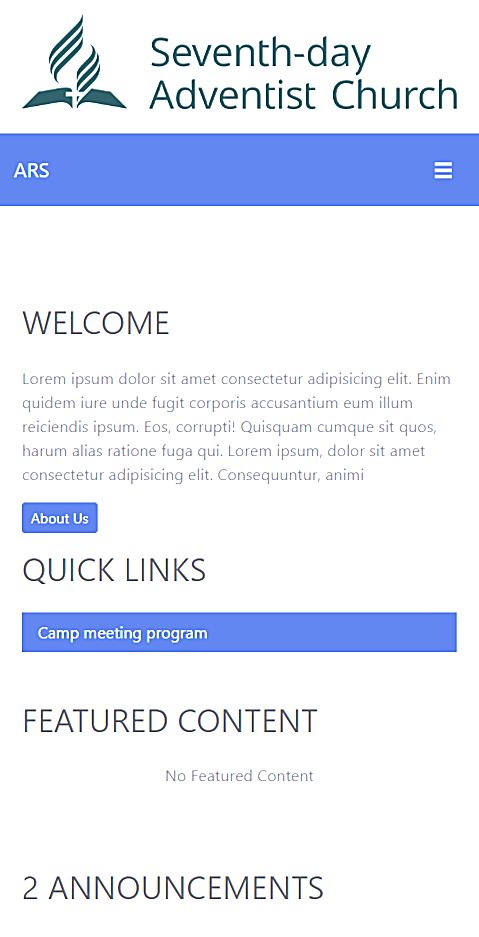 Seventh-day
Adventist Church
ARS
WELCOME
Lorem ipsum dolor sit amet consectetur adipisicing elit. Enim
quidem iure unde fugit corporis accusantium eum illum
reiciendis ipsum. Eos, corrupti! Quisquam cumque sit quos,
harum alias ratione fuga qui. Lorem ipsum, dolor sit amet
consectetur adipisicing elit. Consequuntur, animi
About Us
QUICK LINKS
Camp meeting program
FEATURED CONTENT
No Featured Content
2 ANNOUNCEMENTS